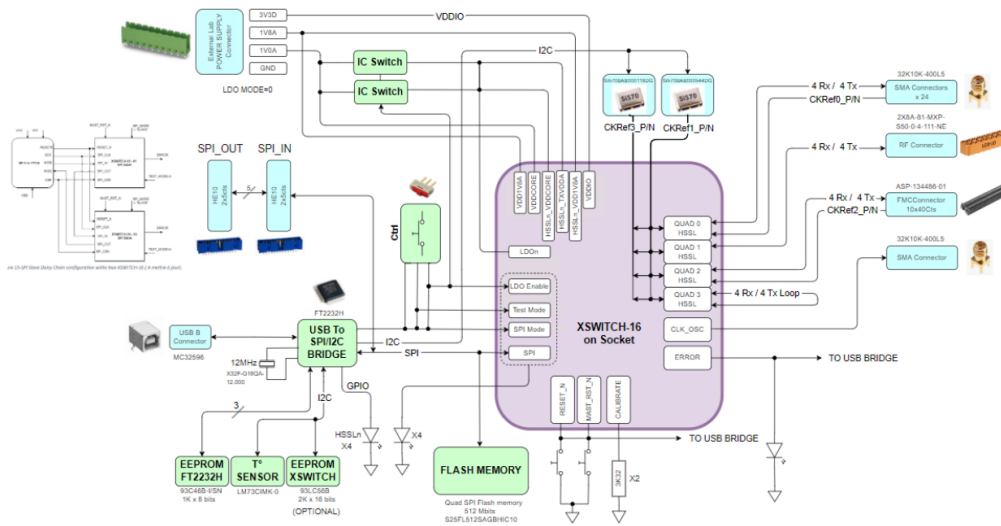 External Lab
POWER SUPPLY
Connector
3V3D
1V8A
1V0A
GND
LDO MODE=0
VDDIO
I2C
IC Switch
IC Switch
Si570
Si570
CKRef3_P/N
CKRef1_P/N
4 Rx / 4 Tx
CKRef0_P/N
32K10K-400L5
SMA Connectors
x 24
4 Rx / 4 Tx
2X8A-81-MXP-
S50-0-4-111-NE
RIF Connector
4 Rx / 4 Tx
CKRef2_P/N
ASP-134486-01
FMCConnector
10x40Cts
32K10K-400L5
SMA Connector
SPI_OUT
SPI_IN
HE10
2x5cts
5
HE10
2x5cts
Ctrl
VDD1V8A
VDDCORE
HSSLn_VDDCORE
HSSLn_TXVDDA
HSSLn_VDD1V8A
VDDIO
LDOn
LDO Enable
Test Mode
SPI Mode
SPI
XSWITCH-16
on Socket
QUAD 0
HSSL
QUAD 1
HSSL
QUAD 2
HSSL
QUAD 3
HSSL
4 Rx / 4 Tx Loop
CLK_OSC
ERROR
TO USB BRIDGE
RESET_N
MAST_RST_N
CALIBRATE
TO USB BRIDGE
3K32
X2
FT2232H
USB To
SPI/I2C
BRIDGE
USB B
Connector
MC32596
12MHz
12.000
I2C
SPI
GPIO
I2C
3
HSSLn
X4
X4
EEPROM
FT2232H
93C46B-I/SN
1K x 8 bits
T°
SENSOR
LM73CIMK-0
EEPROM
XSWITCH
93LC56B
2K x 16 bits
(OPTIONAL)
FLASH MEMORY
Quad SPI Flash memory
512 Mbits
S25FL512SAGBHIC10